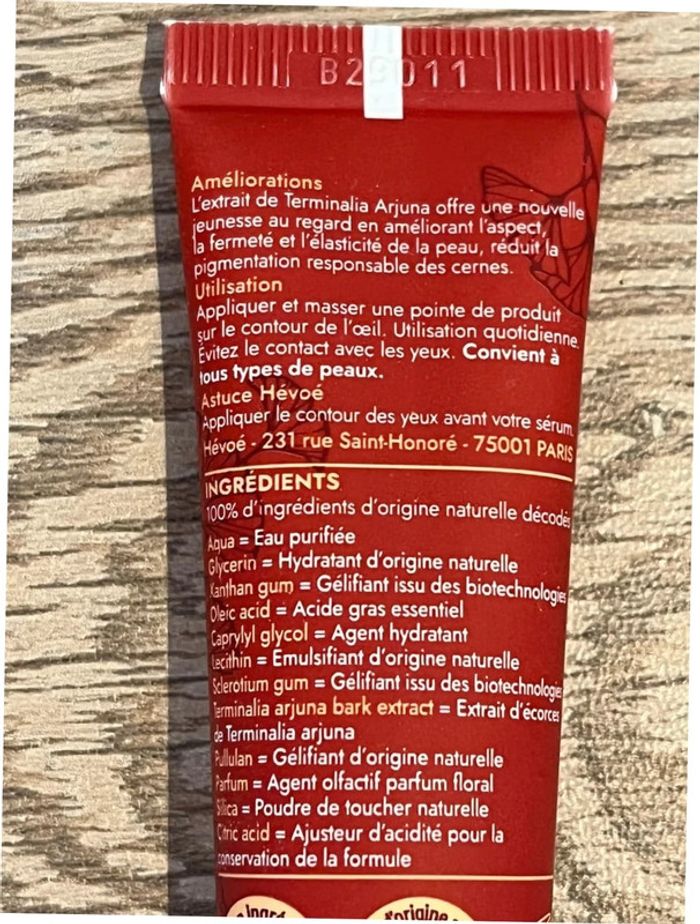 Améliorations
L'extrait de Terminalia Arjuna offre une nouvelle
jeunesse au regard en améliorant l'aspect,
la fermeté et l'élasticité de la peau, réduit la
pigmentation responsable des cernes.
Utilisation
Appliquer et masser une pointe de produit
sur le contour de l'œil. Utilisation quotidienne.
Évitez le contact avec les yeux. Convient à
tous types de peaux.
Astuce Hévoé
Appliquer le contour des yeux avant votre sérum.
Hévoé - 231 rue Saint-Honoré - 75001 PARIS
INGRÉDIENTS
100% d'ingrédients d'origine naturelle décodés
Aqua = Eau purifiée
Glycerin = Hydratant d'origine naturelle
Xanthan gum = Gélifiant issu des biotechnologies
Oleic acid = Acide gras essentiel
Caprylyl glycol = Agent hydratant
Lecithin = Emulsifiant d'origine naturelle
Sclerotium gum = Gélifiant issu des biotechnologies
Terminalia arjuna bark extract = Extrait d'écorces
de Terminalia arjuna
Pullulan = Gélifiant d'origine naturelle
Parfum = Agent olfactif parfum floral
Silica = Poudre de toucher naturelle
Citric acid = Ajusteur d'acidité pour la
conservation de la formule